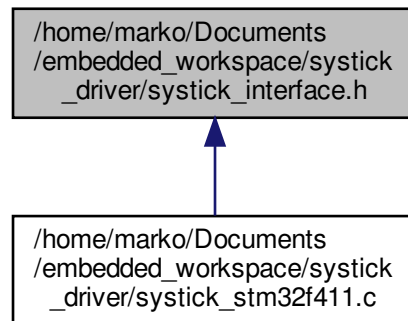 /home/marko/Documents
/embedded_workspace/systick
_driver/systick_interface.h
/home/marko/Documents
/embedded_workspace/systick
_driver/systick_stm32f411.c